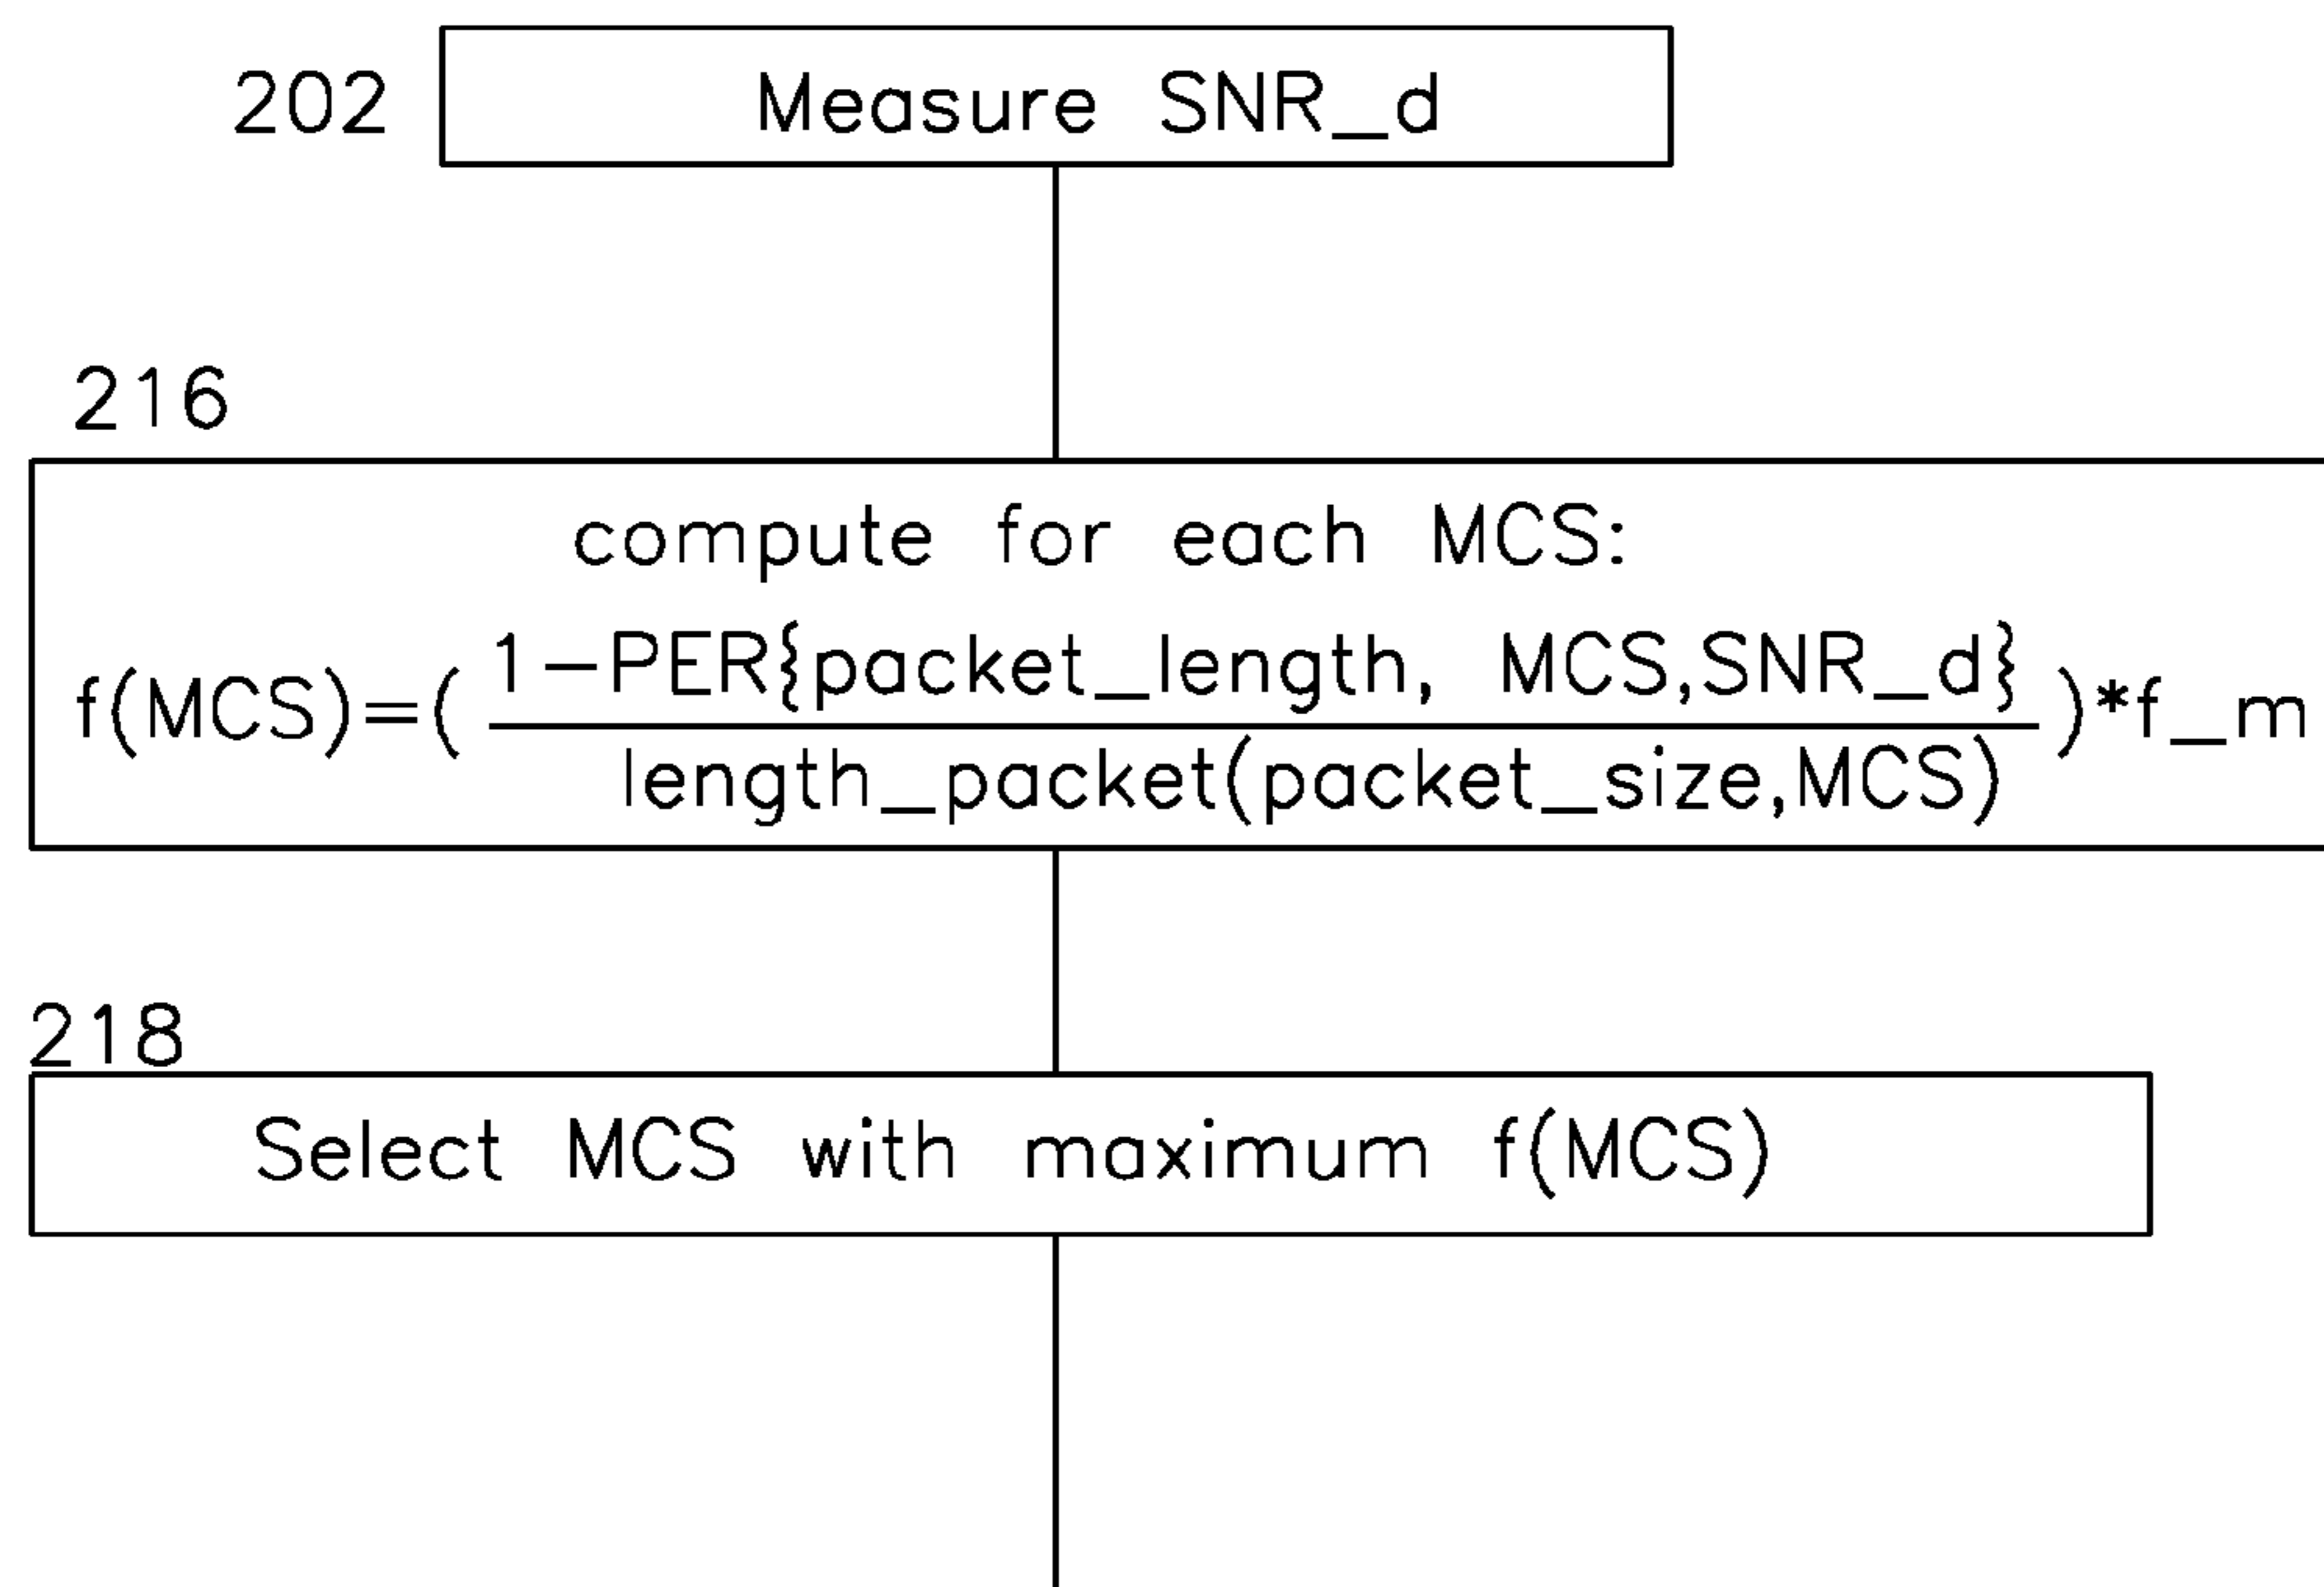 202
Measure SNR_d
216
compute for each MCS:
1-PER{packet_length, MCS,SNR_d}
f(MCS)=( )*f_m
length_packet(packet_size,MCS)
218
Select MCS with maximum f(MCS)